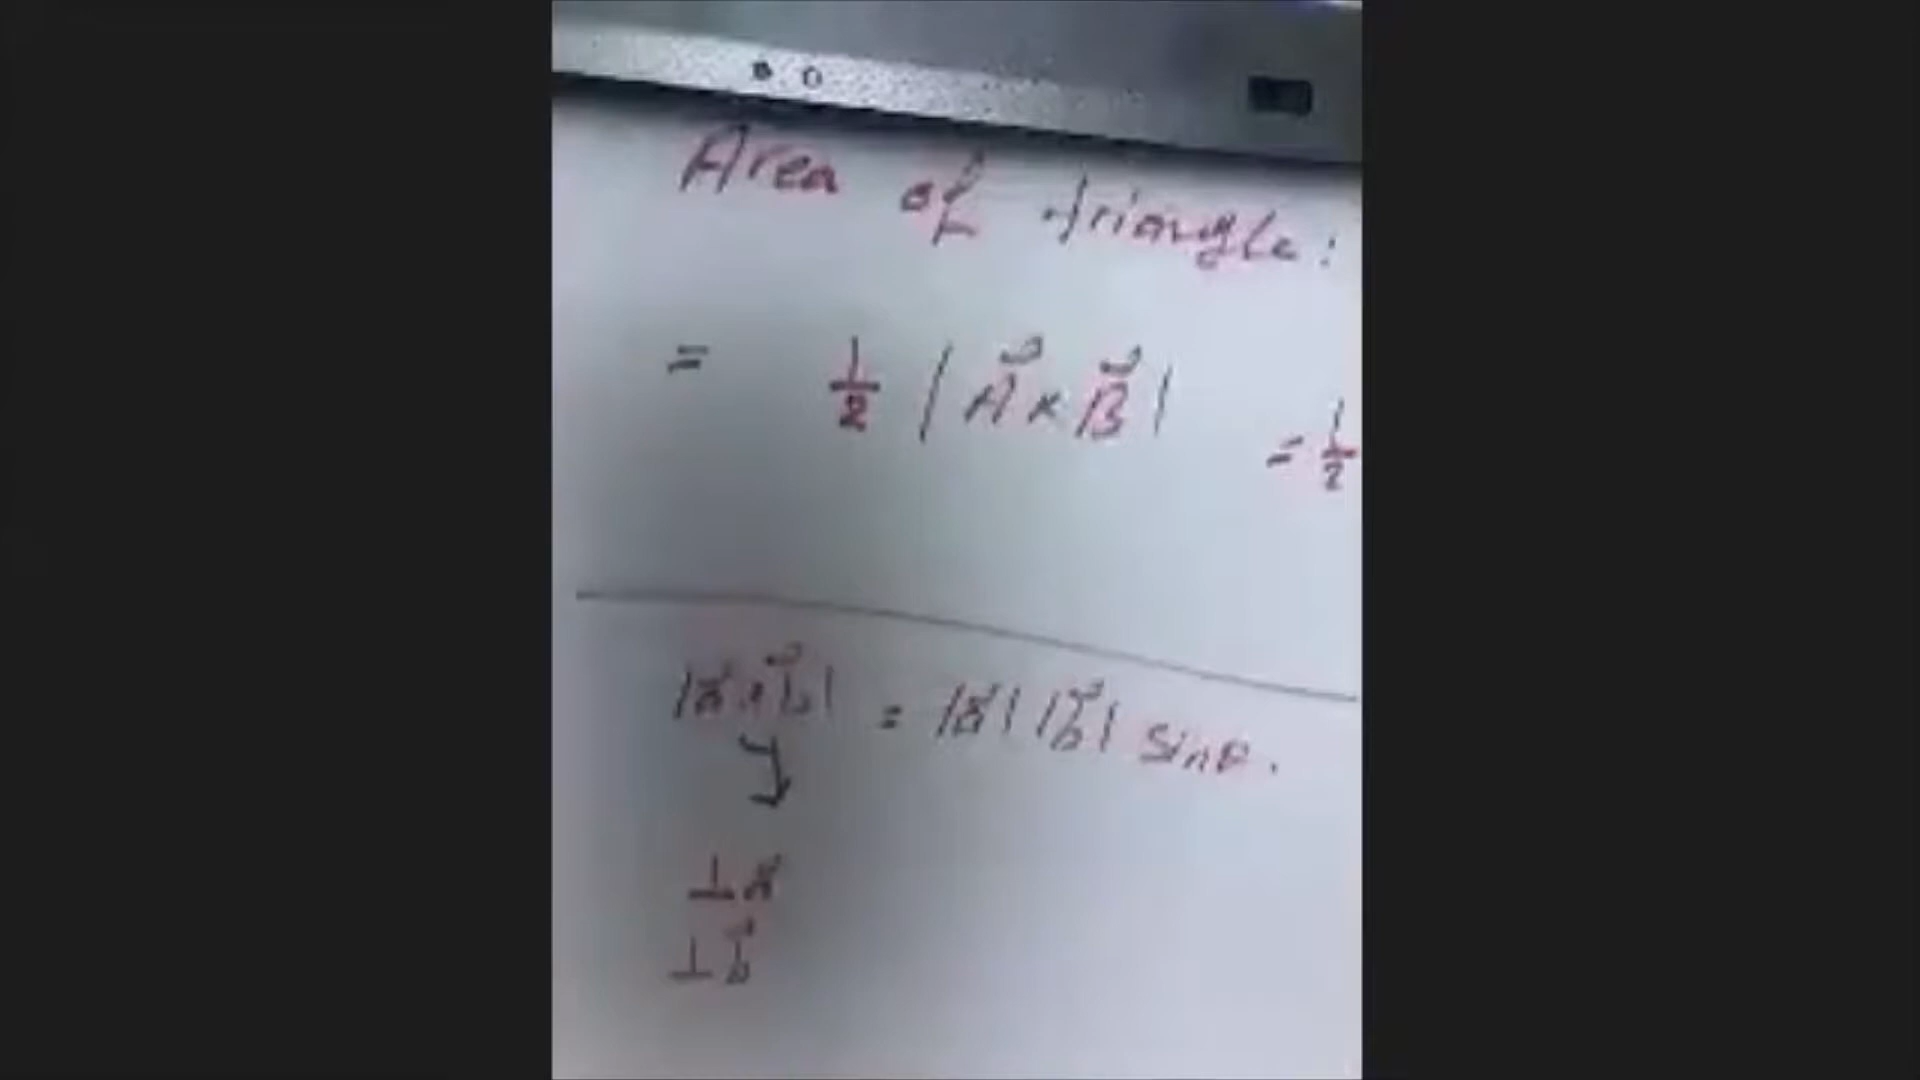 Area of triangle:
= 1/2 |A⃗ × B⃗| = 1/2
|a⃗ × b⃗| = |a⃗| |b⃗| sinθ.
⊥ a⃗
⊥ b⃗